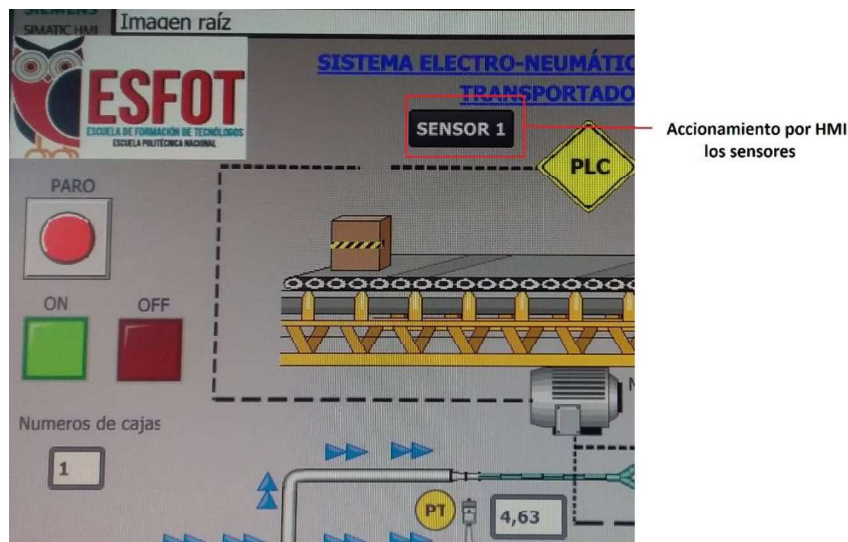 SIEMENS
SIMATIC HMI
Imagen raíz
ESFOT
ESCUELA DE FORMACIÓN DE TECNÓLOGOS
ESCUELA POLITÉCNICA NACIONAL
SISTEMA ELECTRO-NEUMÁTIC
TRANSPORTADO
SENSOR 1
Accionamiento por HMI
los sensores
PLC
PARO
ON
OFF
Numeros de cajas
1
PT
4,63